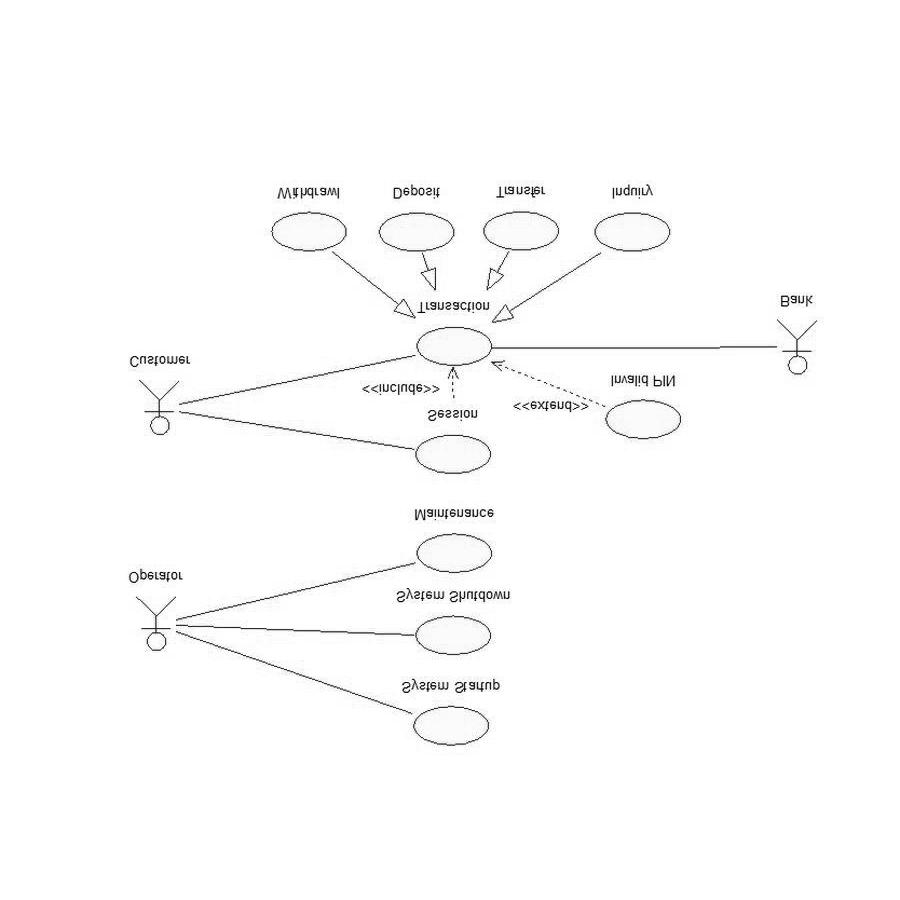 System Startup
System Shutdown
Operator
Maintenance
Session
<<extend>>
<<include>>
Invalid PIN
Customer
Transaction
Bank
Withdrawl
Deposit
Transfer
Inquiry